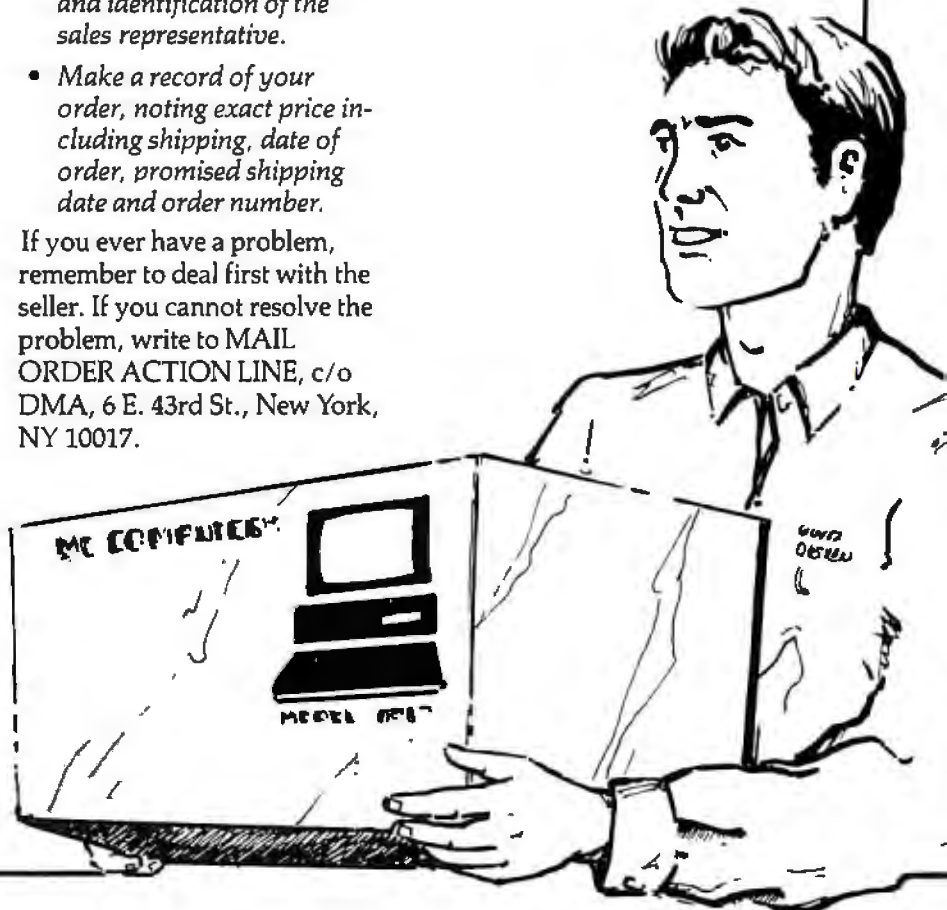 and identification of the
sales representative.
• Make a record of your
order, noting exact price in-
cluding shipping, date of
order, promised shipping
date and order number.
If you ever have a problem,
remember to deal first with the
seller. If you cannot resolve the
problem, write to MAIL
ORDER ACTION LINE, c/o
DMA, 6 E. 43rd St., New York,
NY 10017.